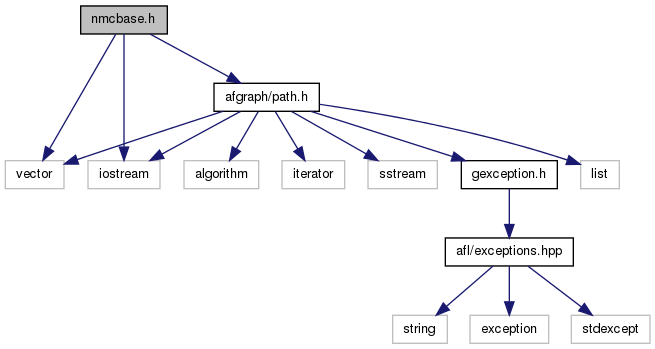 nmcbase.h
afgraph/path.h
vector
iostream
algorithm
iterator
sstream
gexception.h
list
afl/exceptions.hpp
string
exception
stdexcept